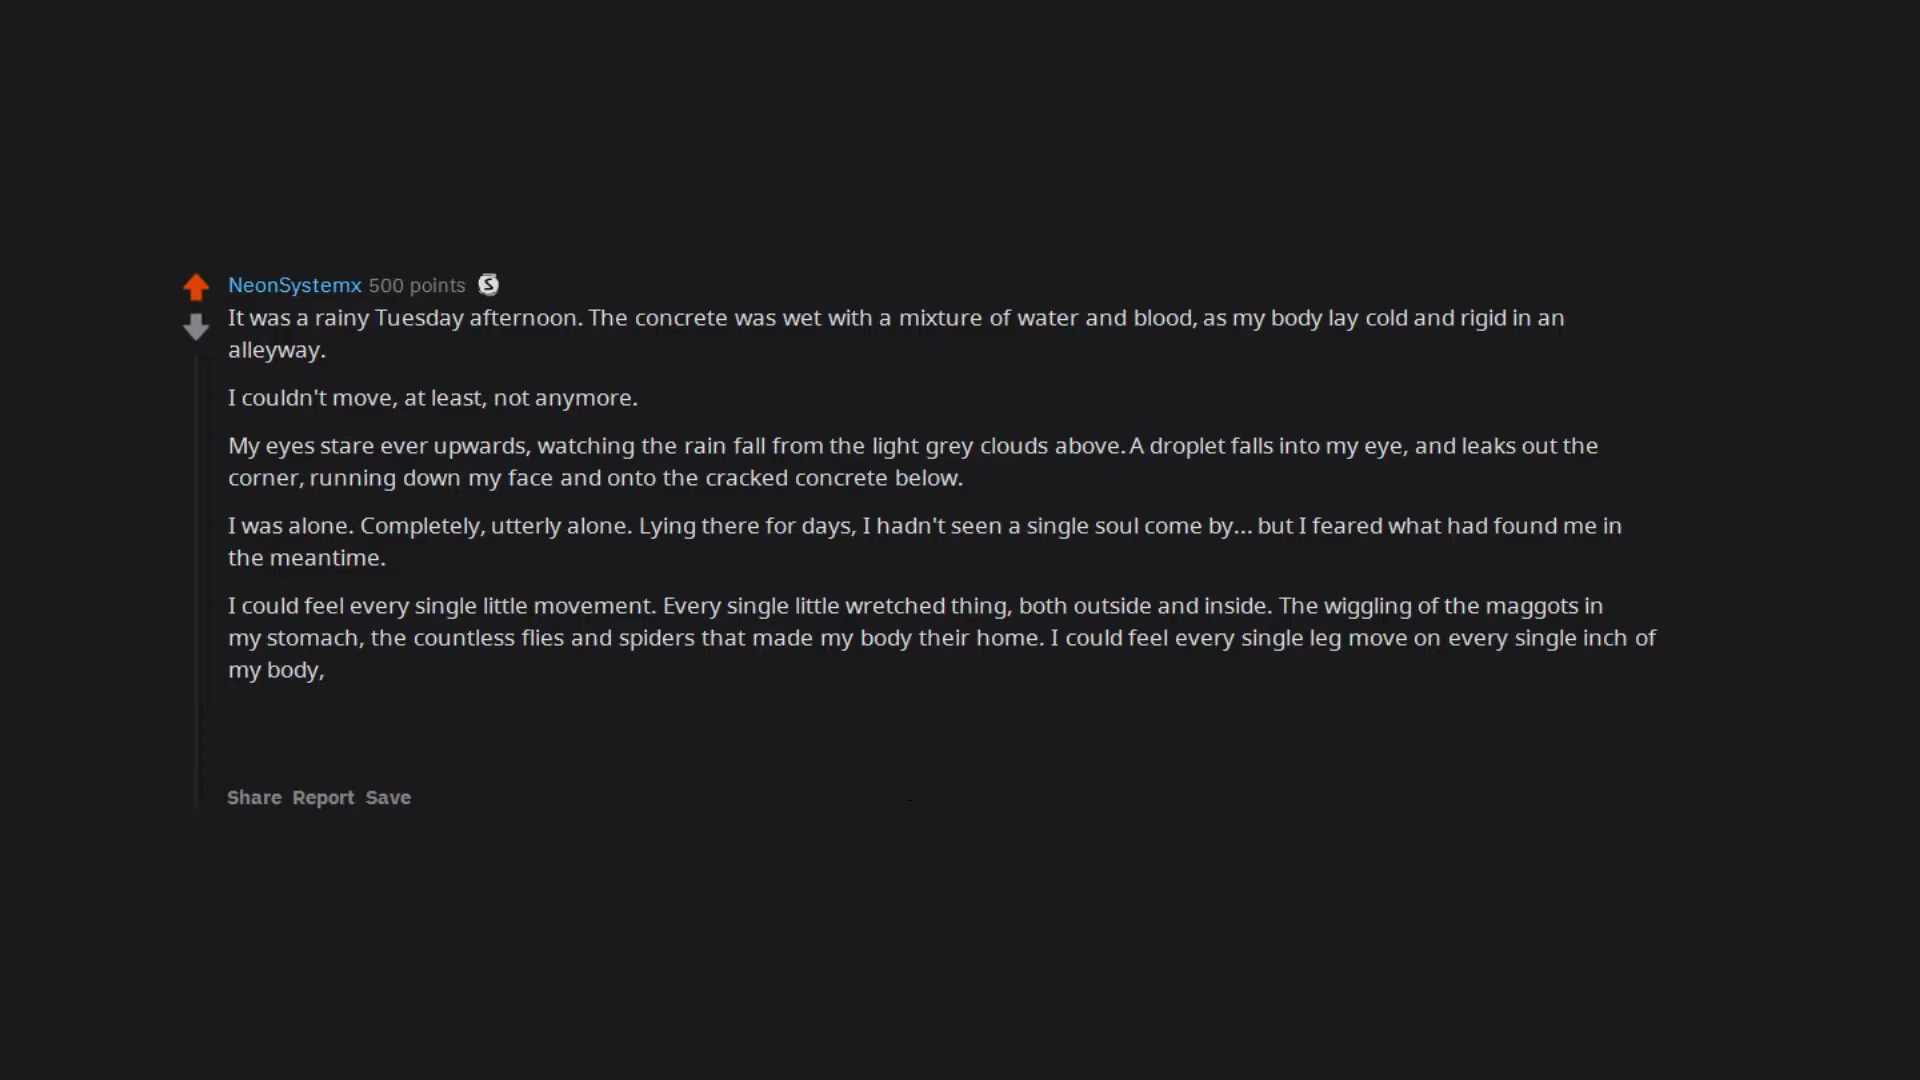 NeonSystemx 500 points
It was a rainy Tuesday afternoon. The concrete was wet with a mixture of water and blood, as my body lay cold and rigid in an
alleyway.
I couldn't move, at least, not anymore.
My eyes stare ever upwards, watching the rain fall from the light grey clouds above. A droplet falls into my eye, and leaks out the
corner, running down my face and onto the cracked concrete below.
I was alone. Completely, utterly alone. Lying there for days, I hadn't seen a single soul come by... but I feared what had found me in
the meantime.
I could feel every single little movement. Every single little wretched thing, both outside and inside. The wiggling of the maggots in
my stomach, the countless flies and spiders that made my body their home. I could feel every single leg move on every single inch of
my body,
Share Report Save